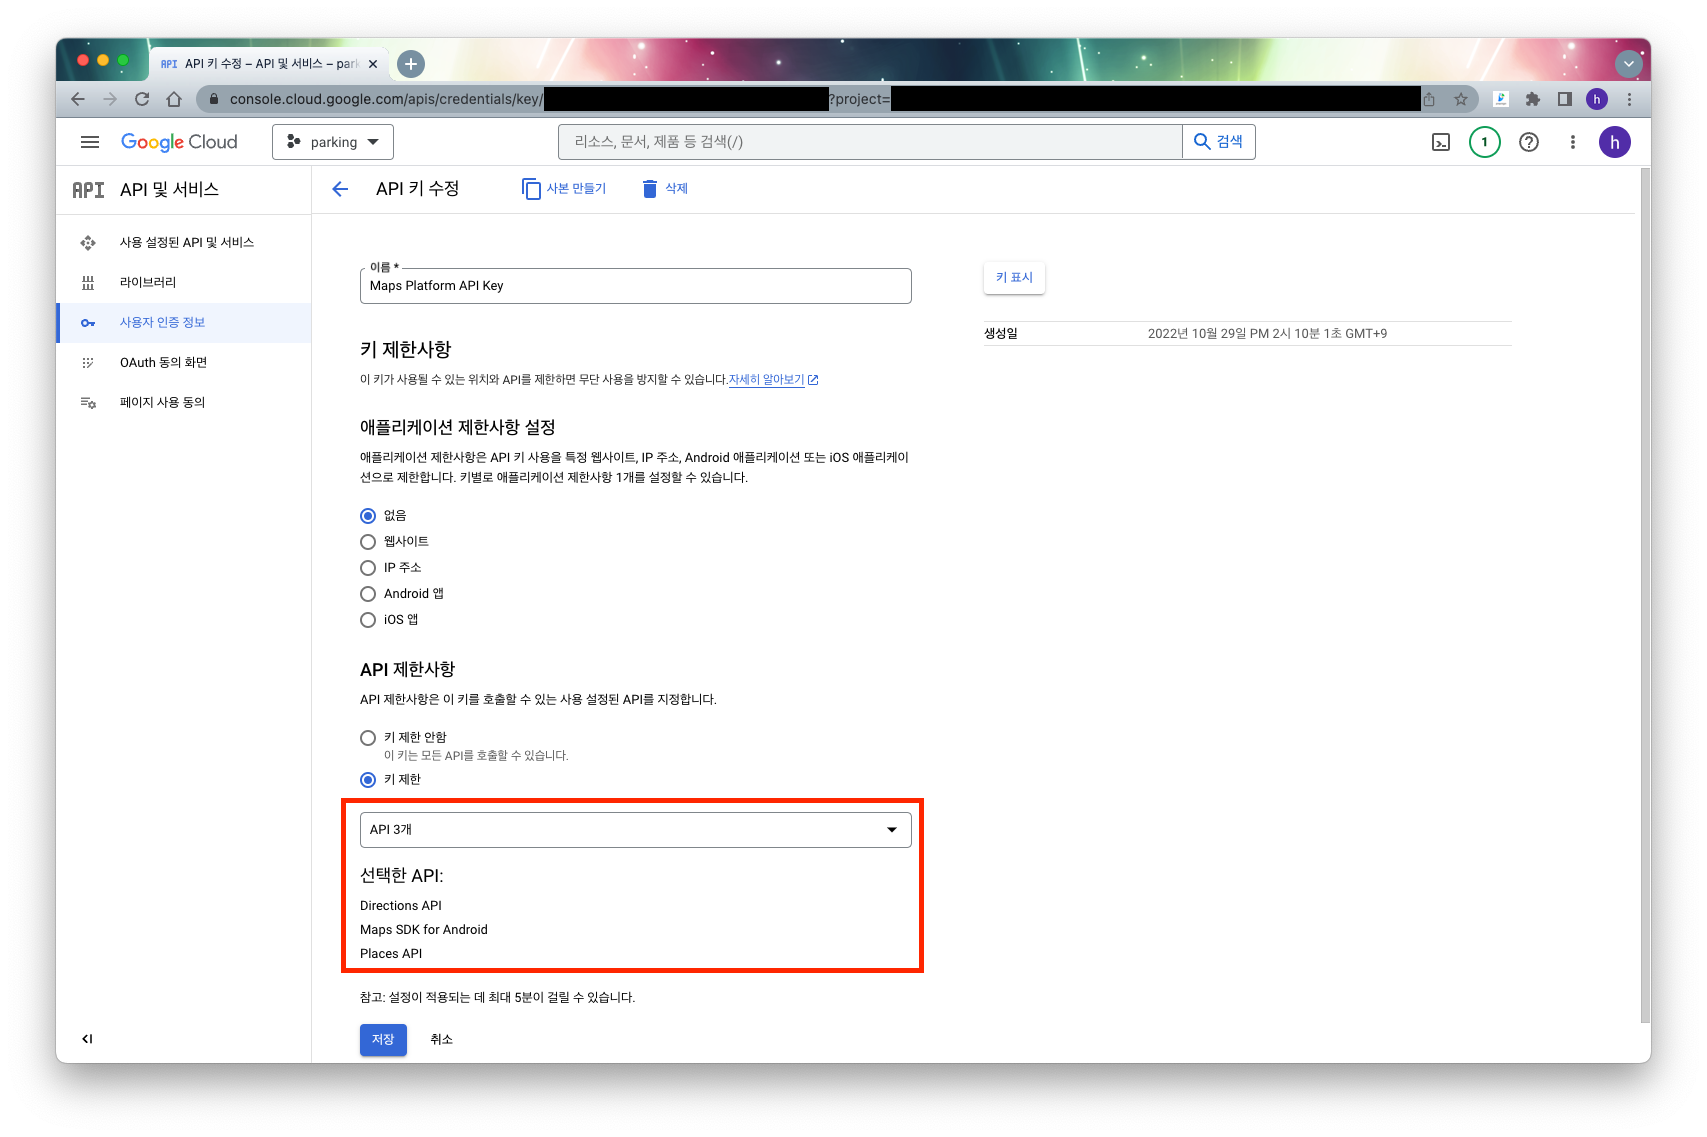 API API 키 수정 – API 및 서비스 – park
console.cloud.google.com/apis/credentials/key/ ?project=
h
Google Cloud
parking
리소스, 문서, 제품 등 검색(/)
검색
1
h
API API 및 서비스
API 키 수정
사본 만들기
삭제
사용 설정된 API 및 서비스
라이브러리
사용자 인증 정보
OAuth 동의 화면
페이지 사용 동의
이름 *
Maps Platform API Key
키 표시
생성일 2022년 10월 29일 PM 2시 10분 1초 GMT+9
키 제한사항
이 키가 사용될 수 있는 위치와 API를 제한하면 무단 사용을 방지할 수 있습니다.자세히 알아보기
애플리케이션 제한사항 설정
애플리케이션 제한사항은 API 키 사용을 특정 웹사이트, IP 주소, Android 애플리케이션 또는 iOS 애플리케이
션으로 제한합니다. 키별로 애플리케이션 제한사항 1개를 설정할 수 있습니다.
없음
웹사이트
IP 주소
Android 앱
iOS 앱
API 제한사항
API 제한사항은 이 키를 호출할 수 있는 사용 설정된 API를 지정합니다.
키 제한 안함
이 키는 모든 API를 호출할 수 있습니다.
키 제한
API 3개
선택한 API:
Directions API
Maps SDK for Android
Places API
참고: 설정이 적용되는 데 최대 5분이 걸릴 수 있습니다.
저장
취소